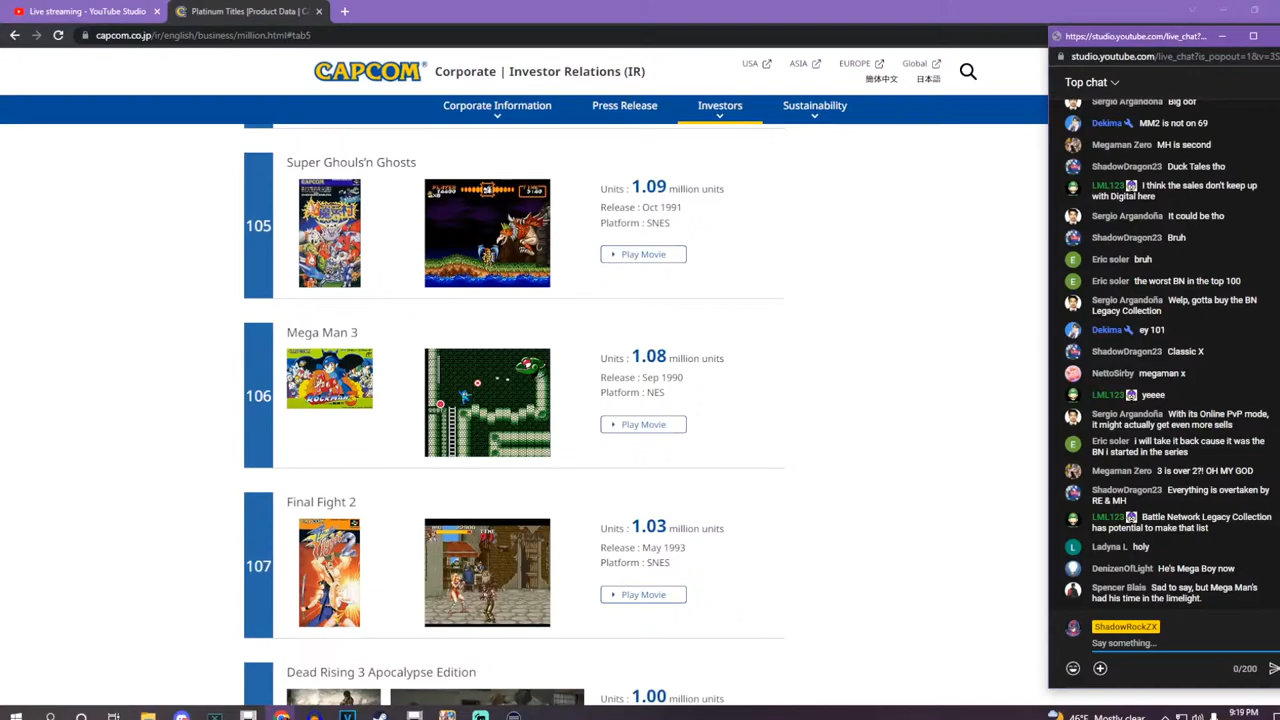 Live streaming - YouTube Studio
Platinum Titles |Product Data | C
capcom.co.jp/ir/english/business/million.html#tab5
CAPCOM Corporate | Investor Relations (IR)
USA ASIA EUROPE Global
簡体中文 日本語
Corporate Information Press Release Investors Sustainability
105
Super Ghouls'n Ghosts
Units : 1.09 million units
Release : Oct 1991
Platform : SNES
Play Movie
106
Mega Man 3
Units : 1.08 million units
Release : Sep 1990
Platform : NES
Play Movie
107
Final Fight 2
Units : 1.03 million units
Release : May 1993
Platform : SNES
Play Movie
Dead Rising 3 Apocalypse Edition
Units : 1.00 million units
https://studio.youtube.com/live_chat?...
studio.youtube.com/live_chat?is_popout=1&v=3S
Top chat
Sergio Argandoña Big oof
Dekima MM2 is not on 69
Megaman Zero MH is second
ShadowDragon23 Duck Tales tho
LML123 I think the sales don't keep up
with Digital here
Sergio Argandoña It could be tho
ShadowDragon23 Bruh
Eric soler bruh
Eric soler the worst BN in the top 100
Sergio Argandoña Welp, gotta buy the BN
Legacy Collection
Dekima ey 101
ShadowDragon23 Classic X
NettoSirby megaman x
LML123 yeeee
Sergio Argandoña With its Online PvP mode,
it might actually get even more sells
Eric soler i will take it back cause it was the
BN i started in the series
Megaman Zero 3 is over 2?! OH MY GOD
ShadowDragon23 Everything is overtaken by
RE & MH
LML123 Battle Network Legacy Collection
has potential to make that list
Ladyna L holy
DenizenOfLight He's Mega Boy now
Spencer Blais Sad to say, but Mega Man's
had his time in the limelight.
ShadowRockZX
Say something...
0/200
46°F Mostly clear
9:19 PM